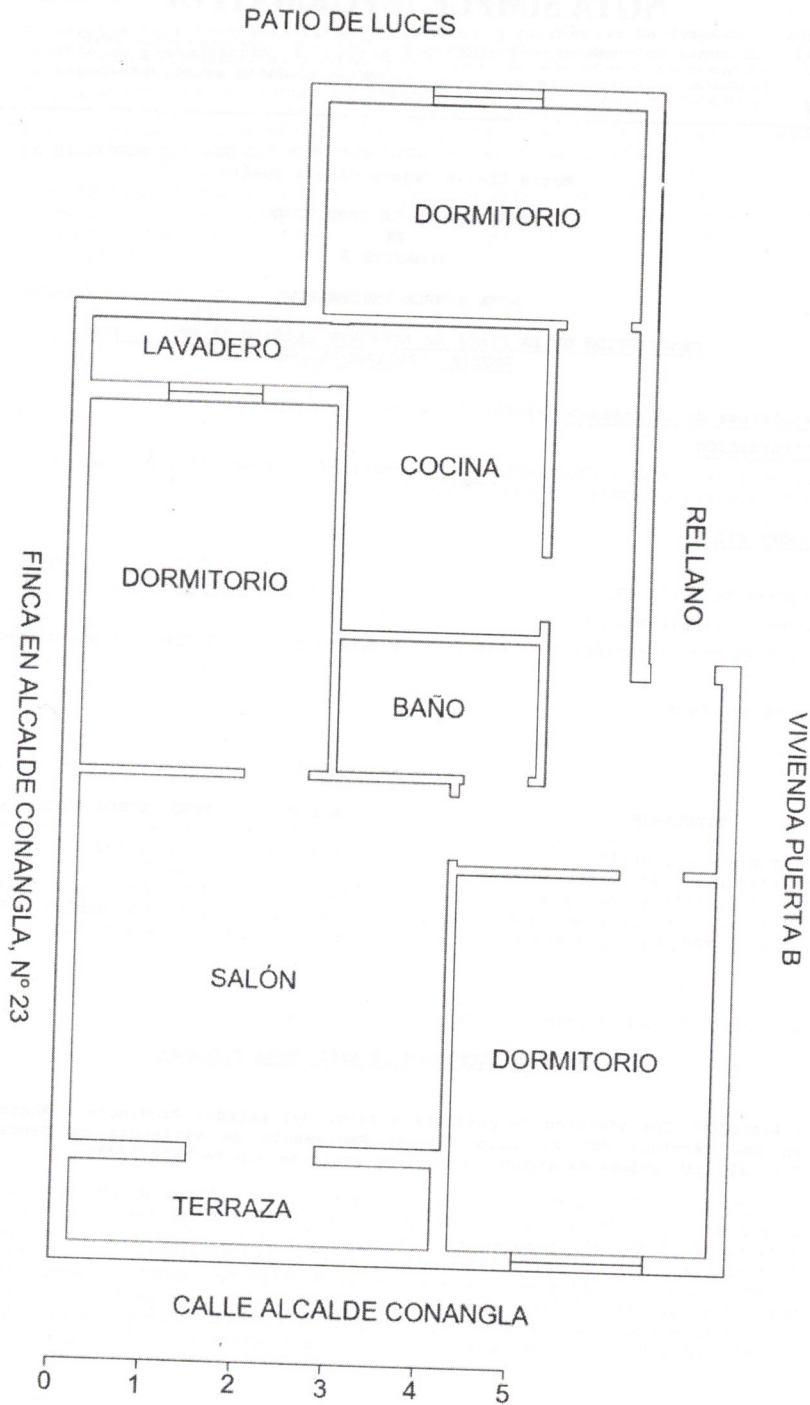 PATIO DE LUCES
DORMITORIO
LAVADERO
COCINA
RELLANO
DORMITORIO
BAÑO
FINCA EN ALCALDE CONANGLA, Nº 23
VIVIENDA PUERTA B
SALÓN
DORMITORIO
TERRAZA
CALLE ALCALDE CONANGLA
0 1 2 3 4 5